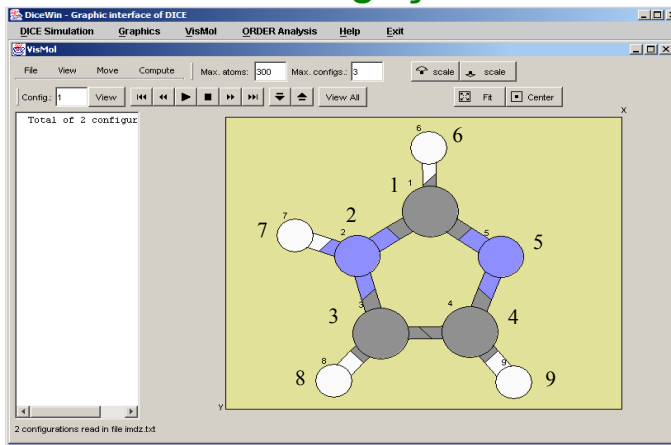 DiceWin - Graphic interface of DICE
DICE Simulation Graphics VisMol ORDER Analysis Help Exit
VisMol
File View Move Compute Max. atoms: 300 Max. configs.: 3 scale scale
Config.: 1 View View All Fit Center
X
Total of 2 configur
6 6
1 1
7 7
2 2
5 5
3 3
4 4
8 8
9 9
Y
2 configurations read in file imdz.txt